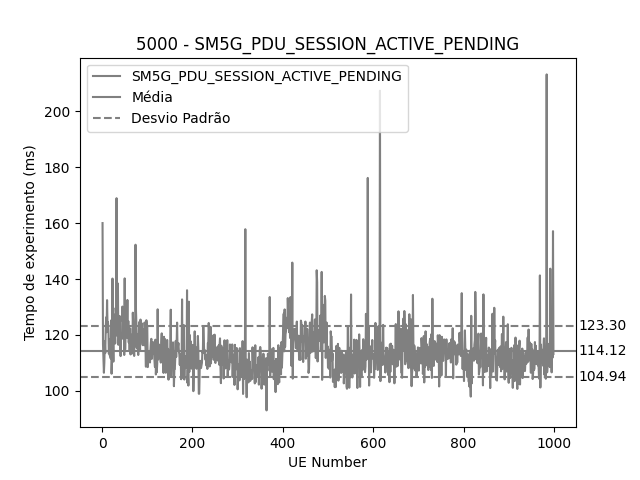 5000 - SM5G_PDU_SESSION_ACTIVE_PENDING
SM5G_PDU_SESSION_ACTIVE_PENDING
Média
Desvio Padrão
Tempo de experimento (ms)
200
180
160
140
120
100
123.30
114.12
104.94
0
200
400
600
800
1000
UE Number